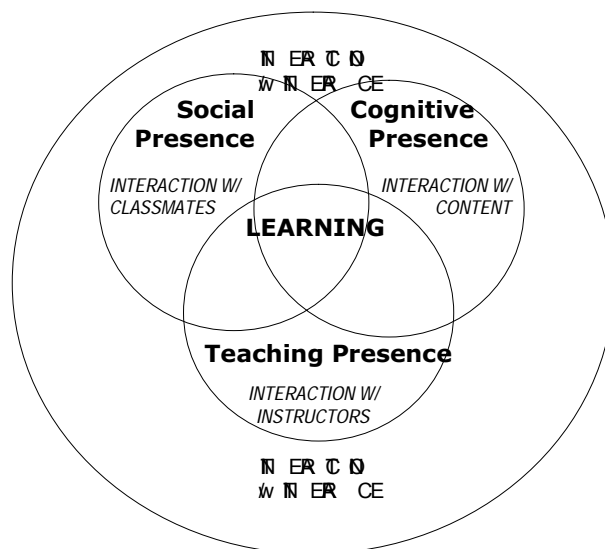 Social
Presence
INTERACTION W/
CLASSMATES
Cognitive
Presence
INTERACTION W/
CONTENT
LEARNING
Teaching Presence
INTERACTION W/
INSTRUCTORS